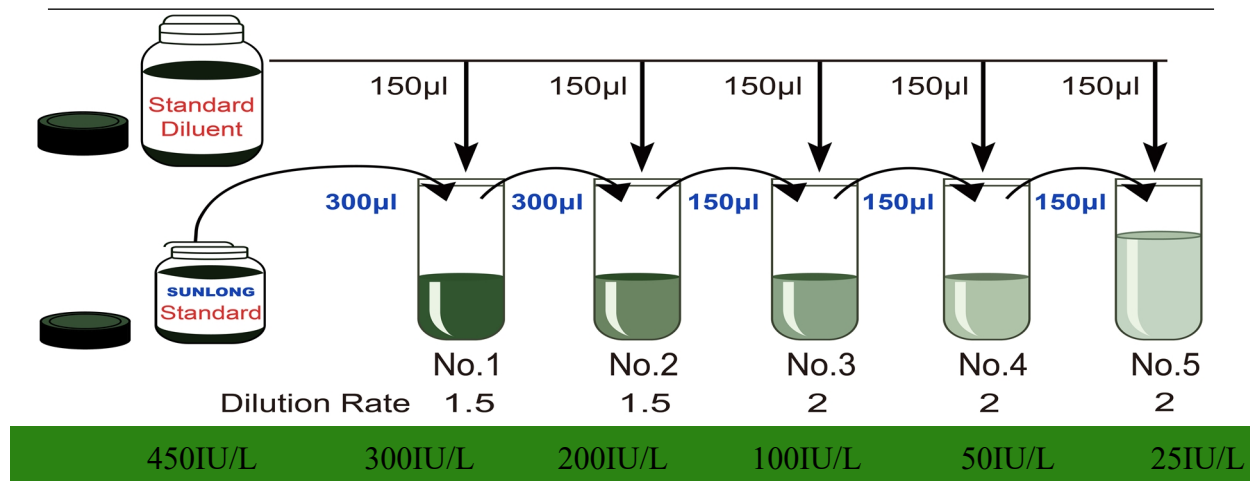 150µl 150µl 150µl 150µl 150µl
Standard
Diluent
300µl 300µl 150µl 150µl 150µl
SUNLONG
Standard
No.1 No.2 No.3 No.4 No.5
Dilution Rate 1.5 1.5 2 2 2
450IU/L 300IU/L 200IU/L 100IU/L 50IU/L 25IU/L